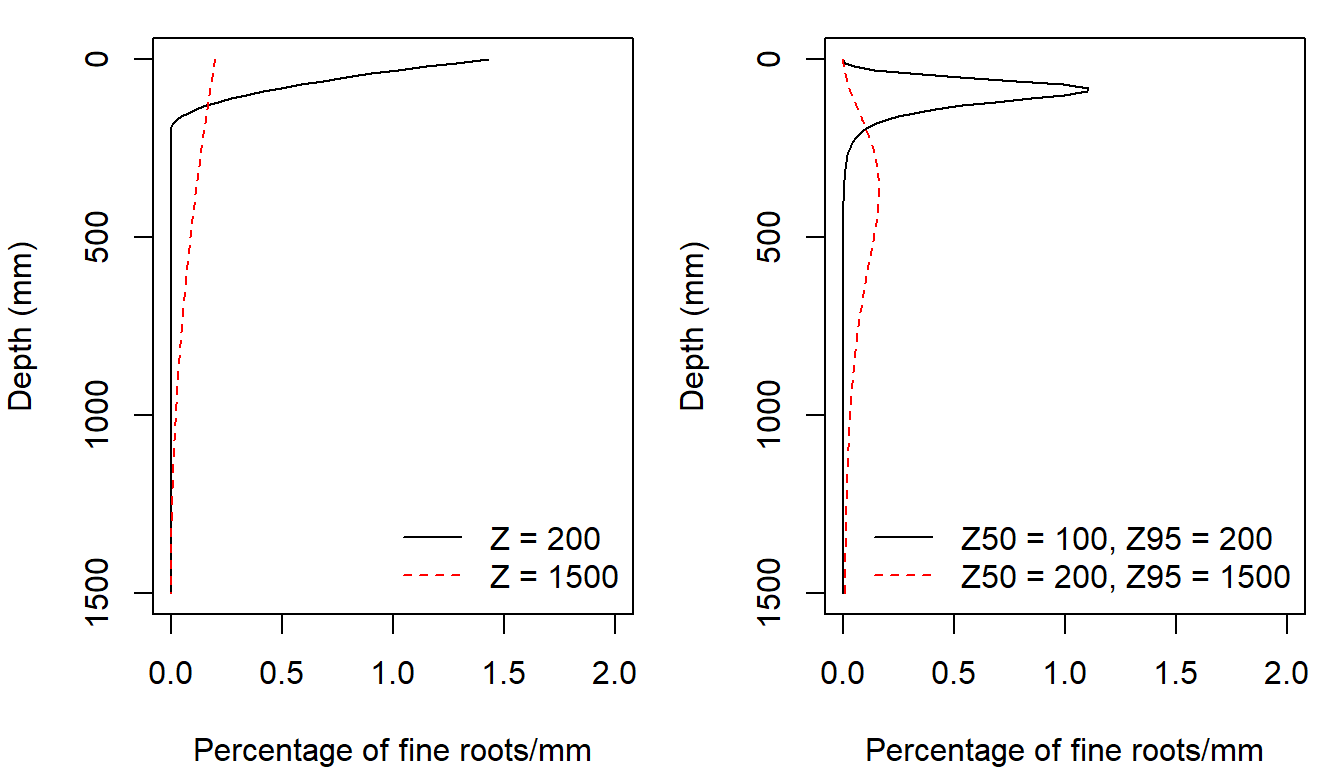 Depth (mm)
0
500
1000
1500
Z = 200
Z = 1500
0.0 0.5 1.0 1.5 2.0
Percentage of fine roots/mm
Depth (mm)
0
500
1000
1500
Z50 = 100, Z95 = 200
Z50 = 200, Z95 = 1500
0.0 0.5 1.0 1.5 2.0
Percentage of fine roots/mm